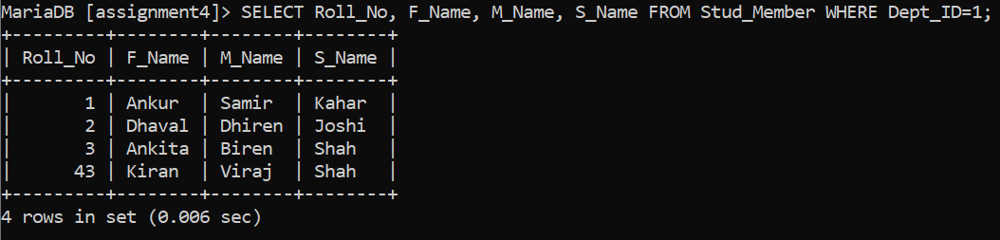 MariaDB [assignment4]> SELECT Roll_No, F_Name, M_Name, S_Name FROM Stud_Member WHERE Dept_ID=1;
+---------+--------+--------+--------+
| Roll_No | F_Name | M_Name | S_Name |
+---------+--------+--------+--------+
|       1 | Ankur  | Samir  | Kahar  |
|       2 | Dhaval | Dhiren | Joshi  |
|       3 | Ankita | Biren  | Shah   |
|      43 | Kiran  | Viraj  | Shah   |
+---------+--------+--------+--------+
4 rows in set (0.006 sec)